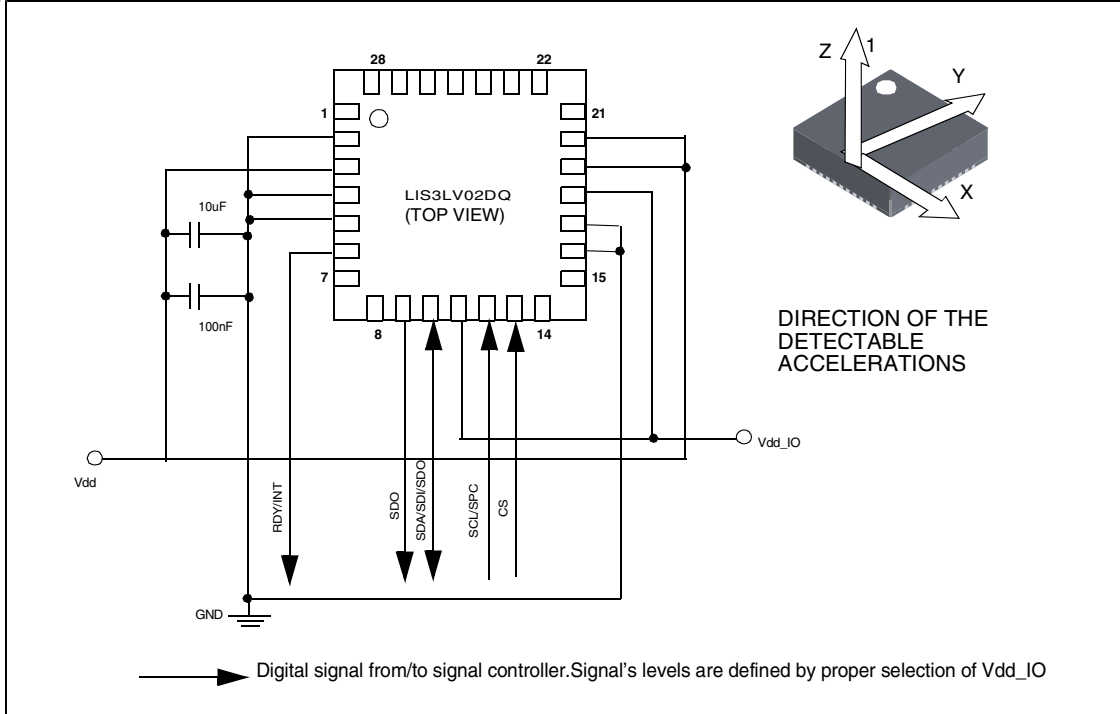 28
22
Z
1
Y
1
21
LIS3LV02DQ
(TOP VIEW)
X
10uF
7
15
100nF
8
14
DIRECTION OF THE
DETECTABLE
ACCELERATIONS
Vdd_IO
Vdd
RDY/INT
SDO
SDA/SDI/SDO
SCL/SPC
CS
GND
Digital signal from/to signal controller.Signal's levels are defined by proper selection of Vdd_IO